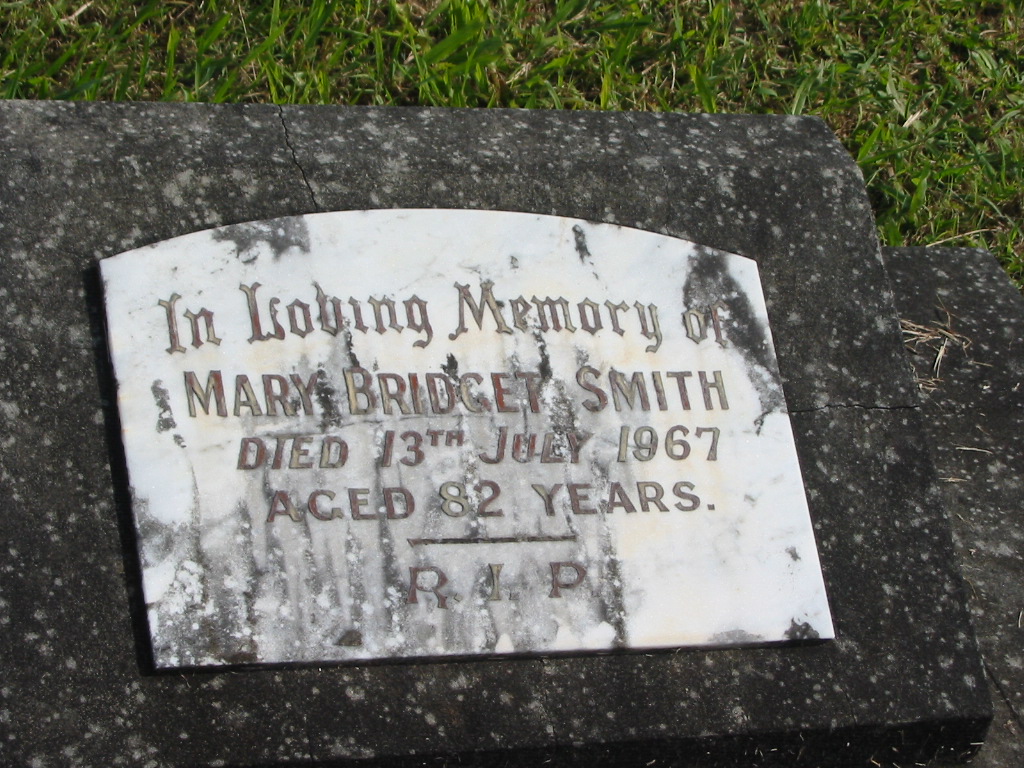 In Loving Memory of
MARY BRIDGET SMITH
DIED 13TH JULY 1967
AGED 82 YEARS.
R. I. P.